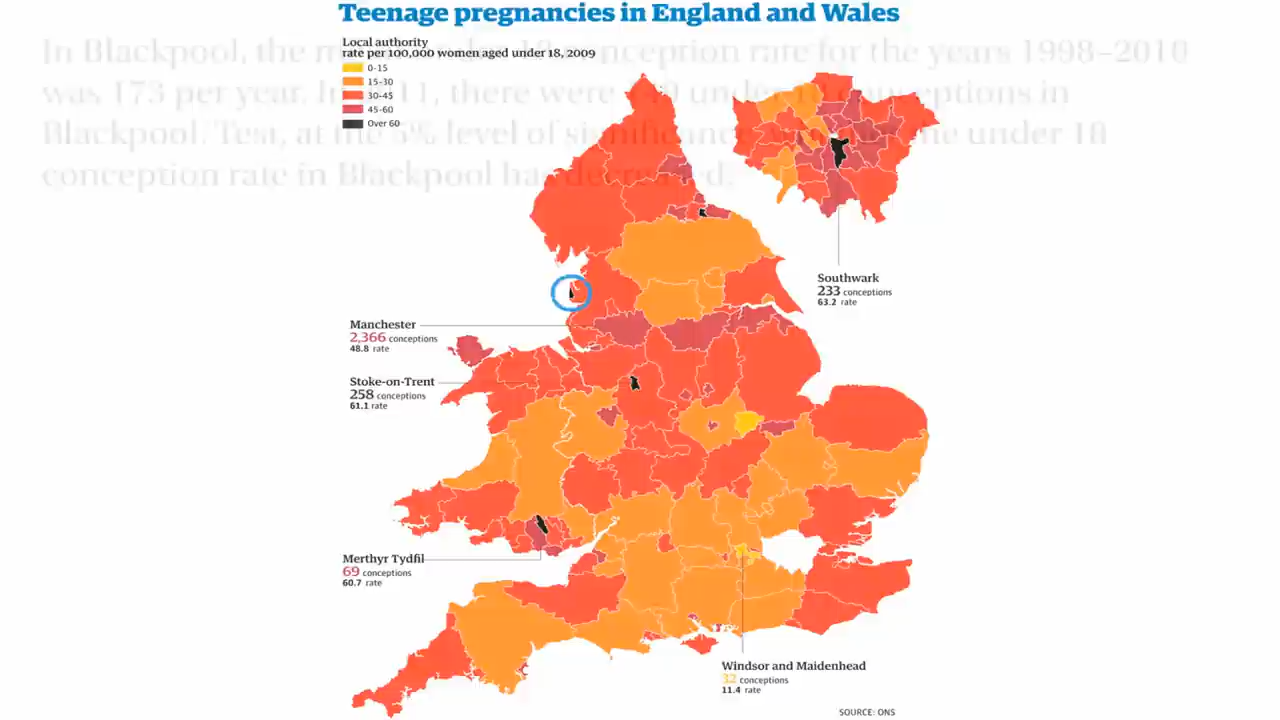 Teenage pregnancies in England and Wales
Local authority
rate per 100,000 women aged under 18, 2009
0-15
15-30
30-45
45-60
Over 60
In Blackpool, the conception rate for the years 1998–2010
was 173 per year. there were under conceptions in
Blackpool. Test, at the 5% level of significance, the under 18
conception rate in Blackpool has decreased.
Southwark
233 conceptions
63.2 rate
Manchester
2,366 conceptions
48.8 rate
Stoke-on-Trent
258 conceptions
61.1 rate
Merthyr Tydfil
69 conceptions
60.7 rate
Windsor and Maidenhead
32 conceptions
11.4 rate
SOURCE: ONS